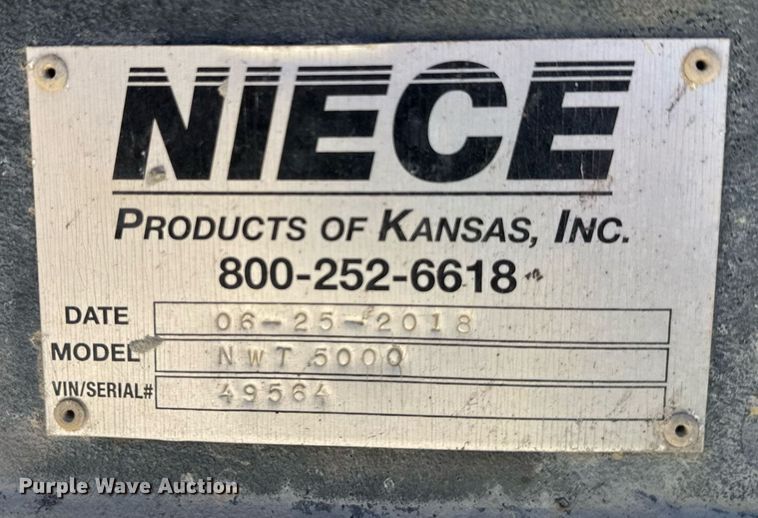 NIECE
PRODUCTS OF KANSAS, INC.
800-252-6618
DATE 06-25-2018
MODEL NWT 5000
VIN/SERIAL# 49564
Purple Wave Auction